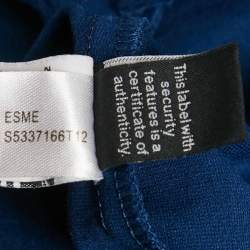 ESME
S5337166T12
This label with
security
features is a
certificate of
authenticity.